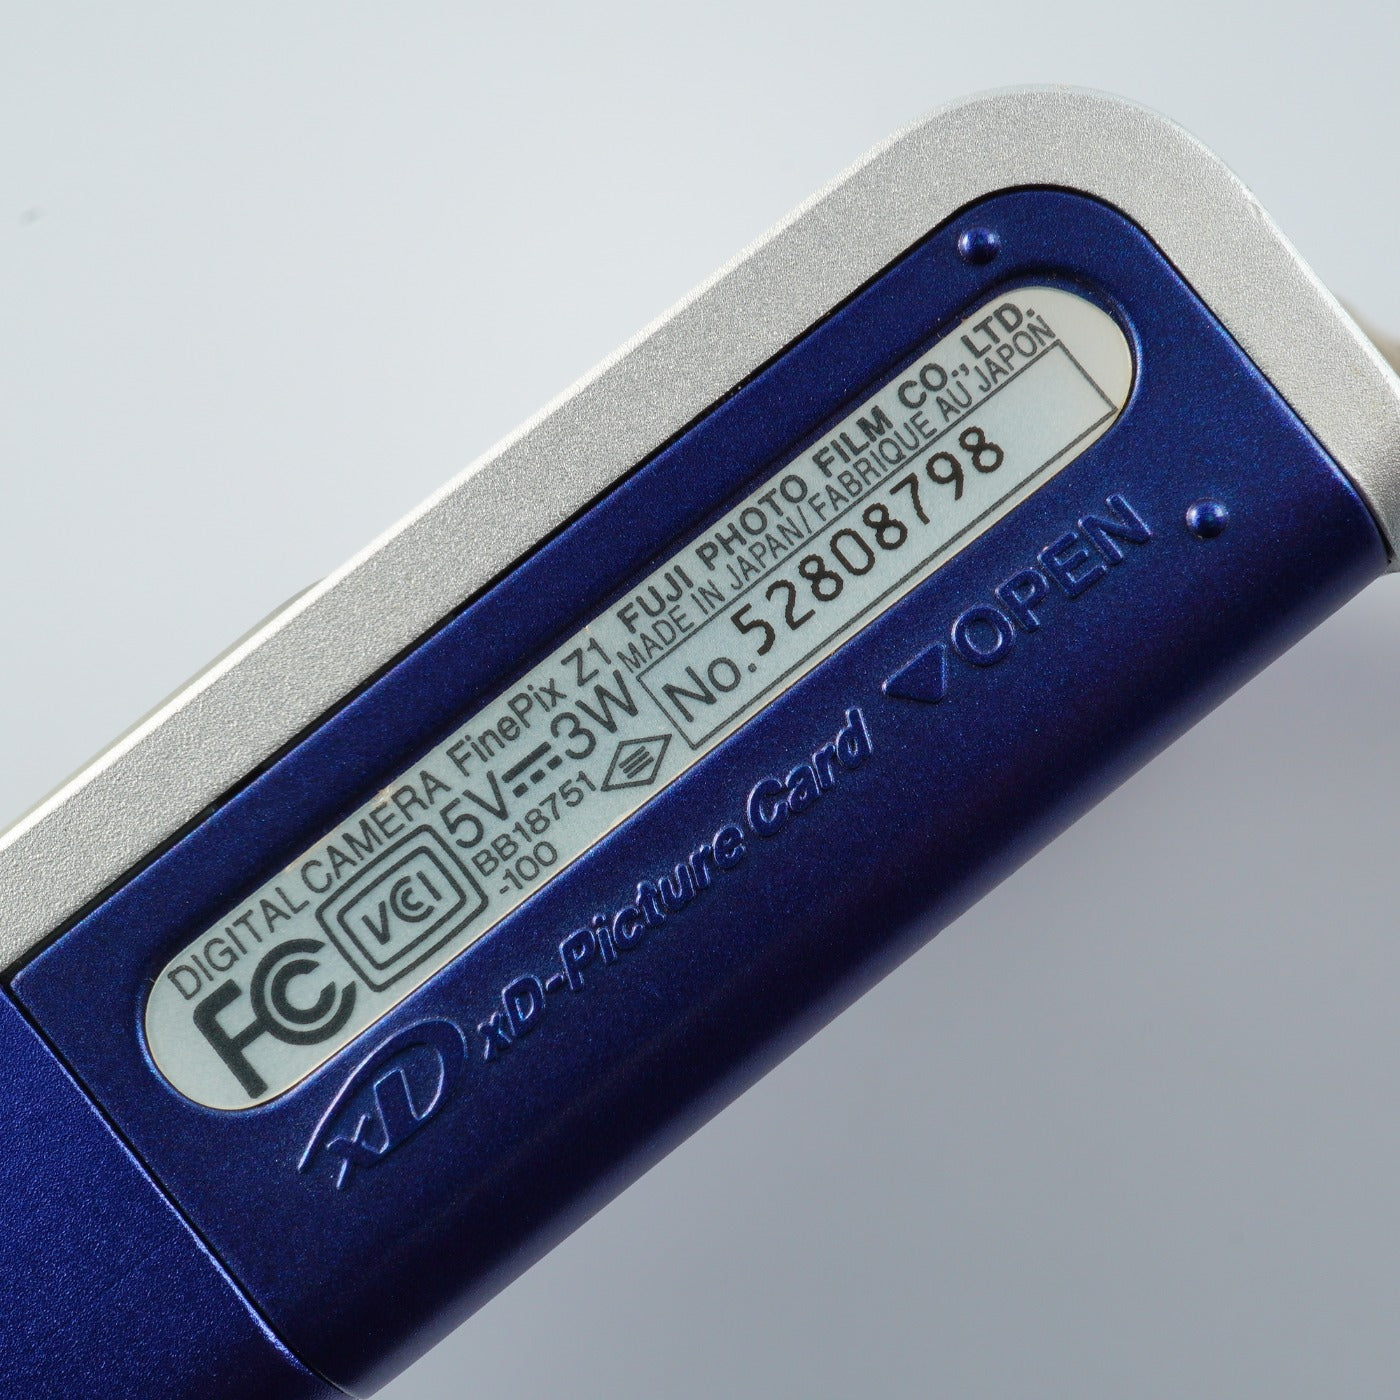 DIGITAL CAMERA FinePix Z1 FUJI PHOTO FILM CO., LTD.
MADE IN JAPAN/FABRIQUE AU JAPON
FC VCCI 5V 3W
BB18751
-100
No.52808798
xD xD-Picture Card OPEN